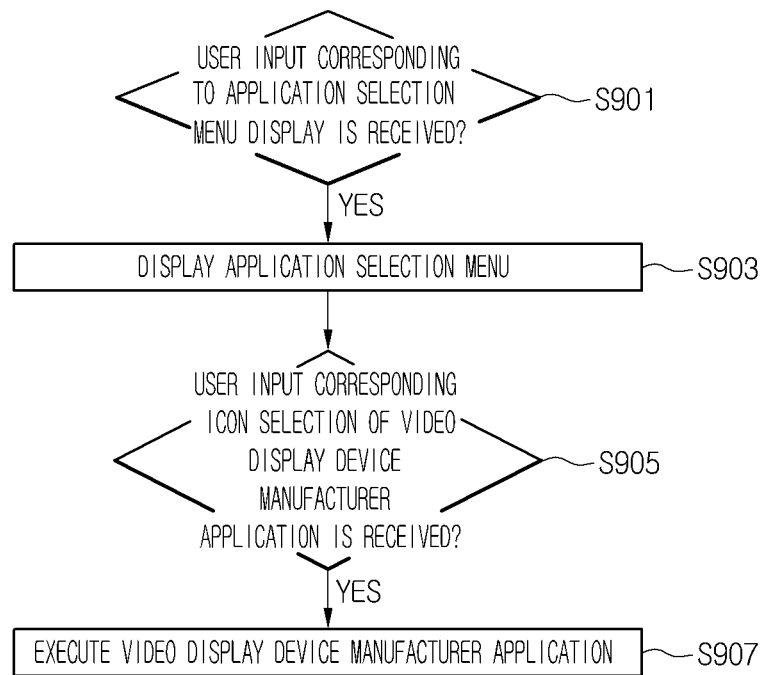 USER INPUT CORRESPONDING
TO APPLICATION SELECTION
MENU DISPLAY IS RECEIVED?
S901
YES
DISPLAY APPLICATION SELECTION MENU
S903
USER INPUT CORRESPONDING
ICON SELECTION OF VIDEO
DISPLAY DEVICE
MANUFACTURER
APPLICATION IS RECEIVED?
S905
YES
EXECUTE VIDEO DISPLAY DEVICE MANUFACTURER APPLICATION
S907